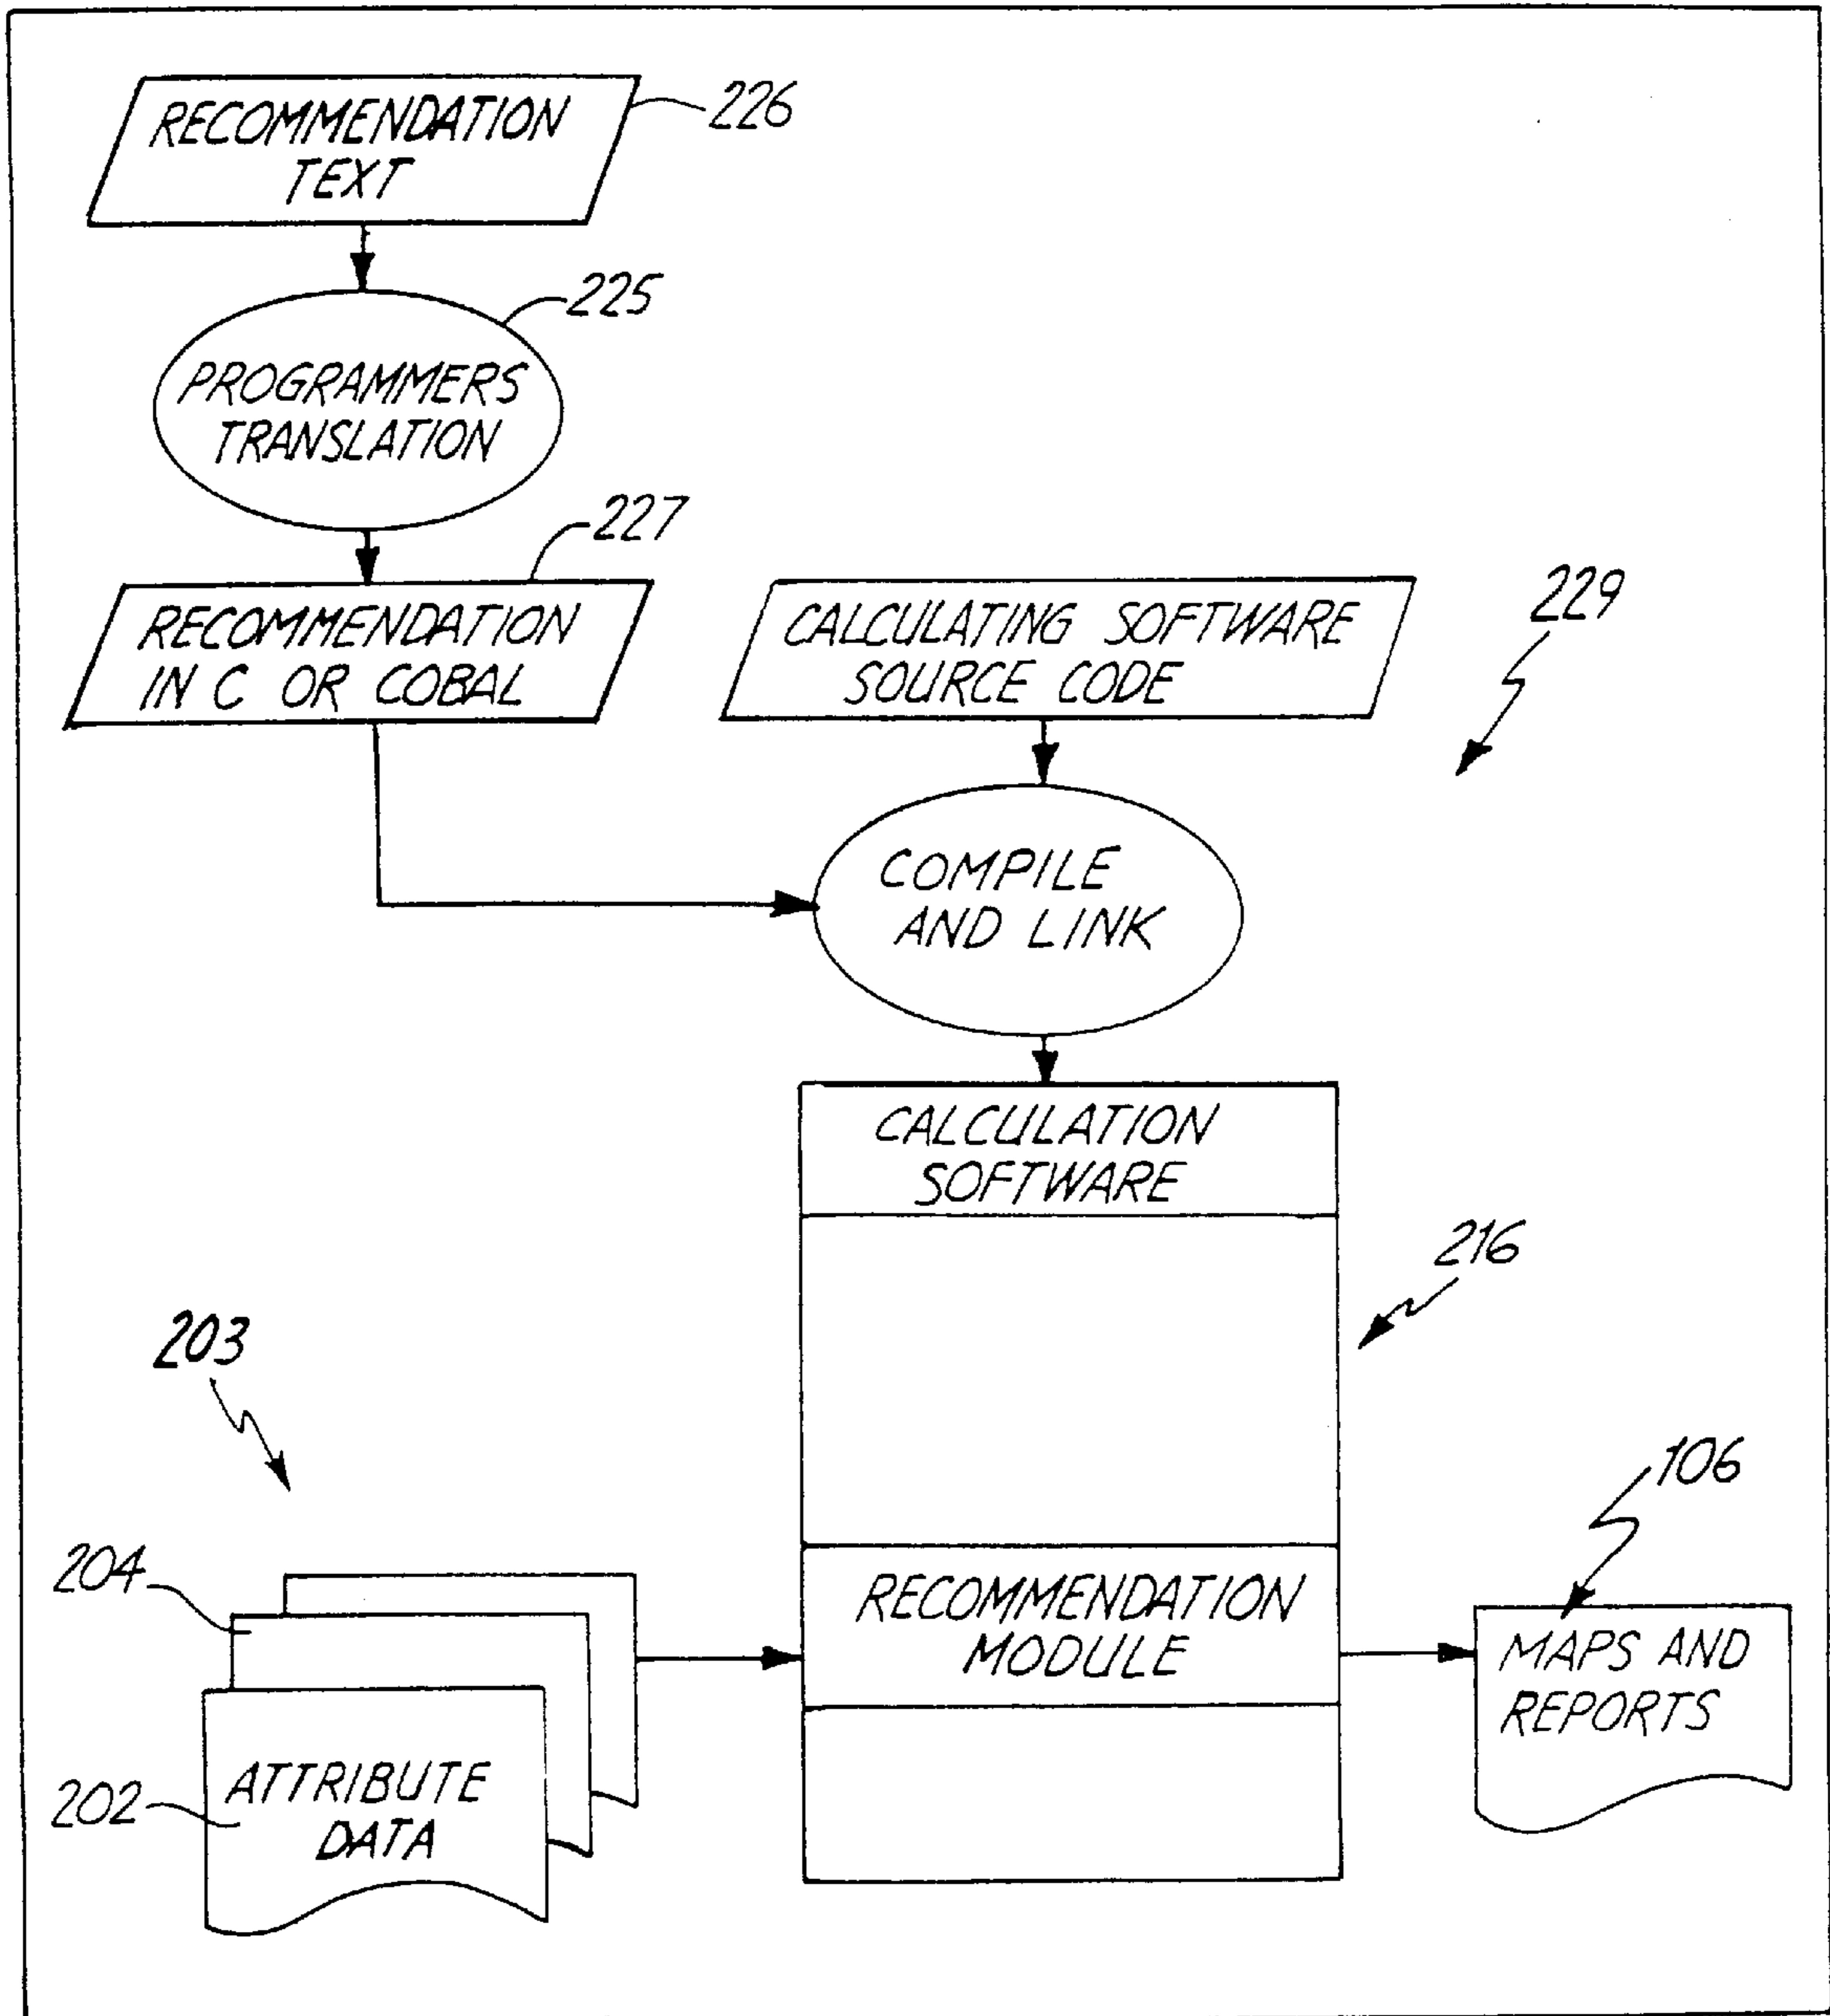 RECOMMENDATION
TEXT
226
225
PROGRAMMERS
TRANSLATION
227
RECOMMENDATION
IN C OR COBAL
CALCULATING SOFTWARE
SOURCE CODE
229
COMPILE
AND LINK
CALCULATION
SOFTWARE
216
203
106
204
RECOMMENDATION
MODULE
MAPS AND
REPORTS
202
ATTRIBUTE
DATA